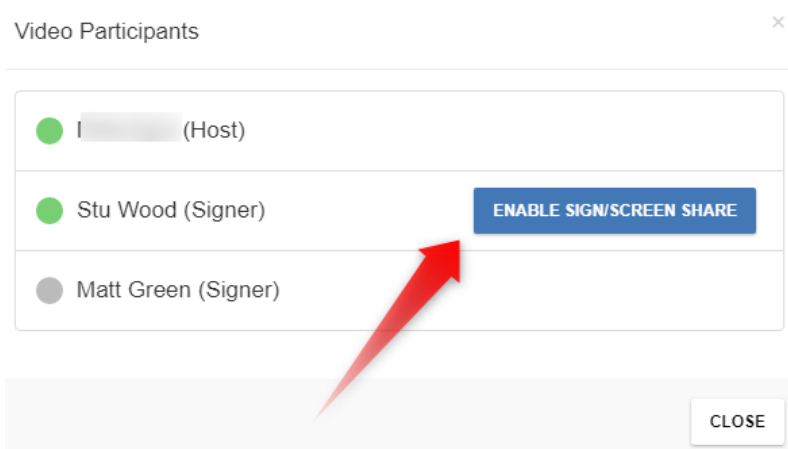 Video Participants
×
(Host)
Stu Wood (Signer)
ENABLE SIGN/SCREEN SHARE
Matt Green (Signer)
CLOSE